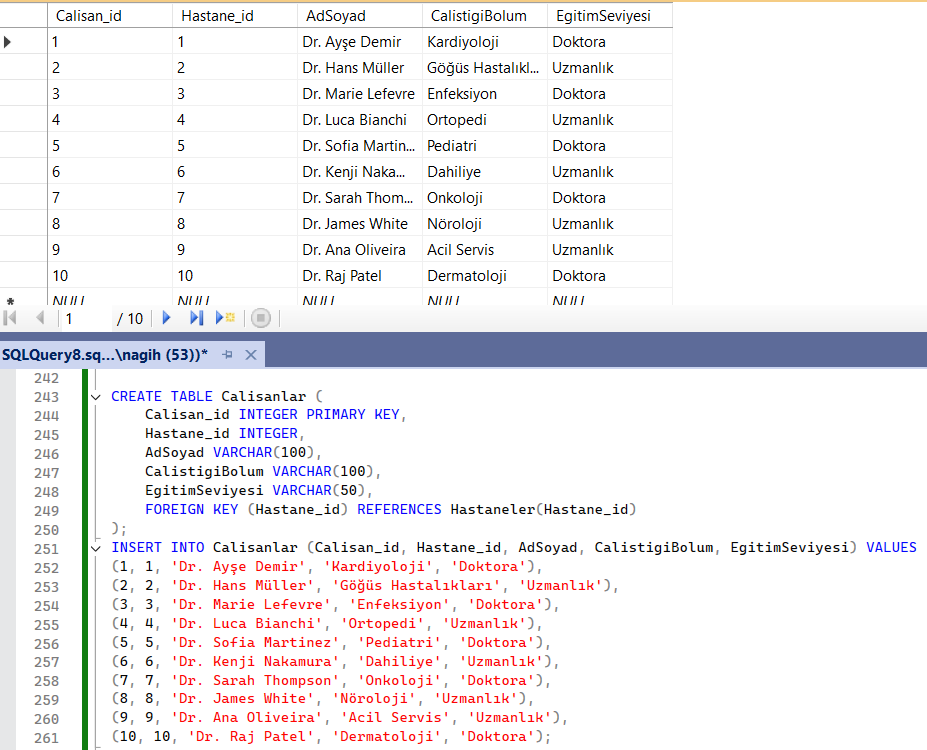 Calisan_id Hastane_id AdSoyad CalistigiBolum EgitimSeviyesi
1 1 Dr. Ayşe Demir Kardiyoloji Doktora
2 2 Dr. Hans Müller Göğüs Hastalıkl... Uzmanlık
3 3 Dr. Marie Lefevre Enfeksiyon Doktora
4 4 Dr. Luca Bianchi Ortopedi Uzmanlık
5 5 Dr. Sofia Martin... Pediatri Doktora
6 6 Dr. Kenji Naka... Dahiliye Uzmanlık
7 7 Dr. Sarah Thom... Onkoloji Doktora
8 8 Dr. James White Nöroloji Uzmanlık
9 9 Dr. Ana Oliveira Acil Servis Uzmanlık
10 10 Dr. Raj Patel Dermatoloji Doktora
* NULL NULL NULL NULL NULL
1 / 10
SQLQuery8.sq...\nagih (53))*
242
243 CREATE TABLE Calisanlar (
244 Calisan_id INTEGER PRIMARY KEY,
245 Hastane_id INTEGER,
246 AdSoyad VARCHAR(100),
247 CalistigiBolum VARCHAR(100),
248 EgitimSeviyesi VARCHAR(50),
249 FOREIGN KEY (Hastane_id) REFERENCES Hastaneler(Hastane_id)
250 );
251 INSERT INTO Calisanlar (Calisan_id, Hastane_id, AdSoyad, CalistigiBolum, EgitimSeviyesi) VALUES
252 (1, 1, 'Dr. Ayşe Demir', 'Kardiyoloji', 'Doktora'),
253 (2, 2, 'Dr. Hans Müller', 'Göğüs Hastalıkları', 'Uzmanlık'),
254 (3, 3, 'Dr. Marie Lefevre', 'Enfeksiyon', 'Doktora'),
255 (4, 4, 'Dr. Luca Bianchi', 'Ortopedi', 'Uzmanlık'),
256 (5, 5, 'Dr. Sofia Martinez', 'Pediatri', 'Doktora'),
257 (6, 6, 'Dr. Kenji Nakamura', 'Dahiliye', 'Uzmanlık'),
258 (7, 7, 'Dr. Sarah Thompson', 'Onkoloji', 'Doktora'),
259 (8, 8, 'Dr. James White', 'Nöroloji', 'Uzmanlık'),
260 (9, 9, 'Dr. Ana Oliveira', 'Acil Servis', 'Uzmanlık'),
261 (10, 10, 'Dr. Raj Patel', 'Dermatoloji', 'Doktora');